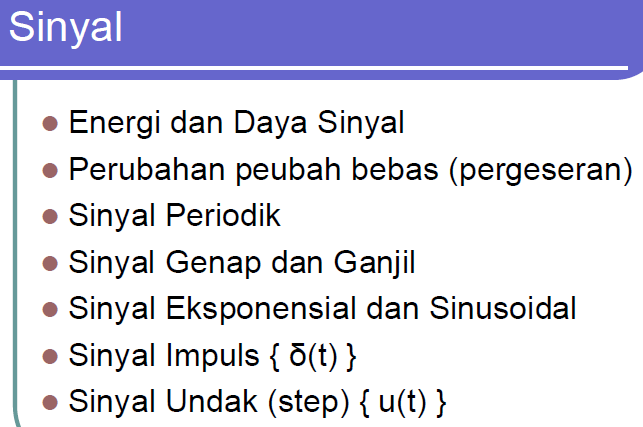 Sinyal
● Energi dan Daya Sinyal
● Perubahan peubah bebas (pergeseran)
● Sinyal Periodik
● Sinyal Genap dan Ganjil
● Sinyal Eksponensial dan Sinusoidal
● Sinyal Impuls { δ(t) }
● Sinyal Undak (step) { u(t) }